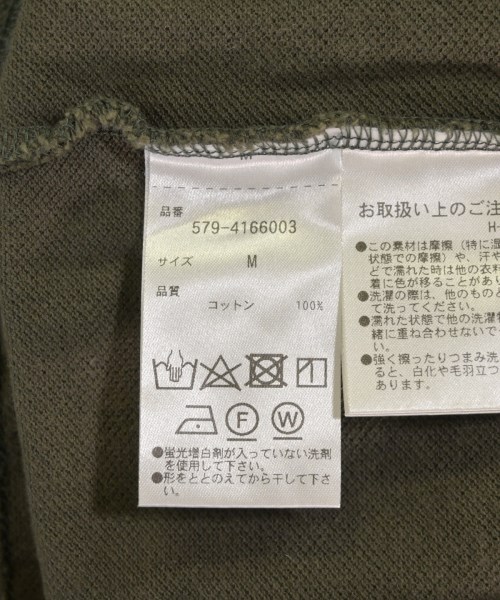 M
品番
579-4166003
サイズ M
品質
コットン 100%
F W
●蛍光増白剤が入っていない洗剤
を使用して下さい。
●形をととのえてから干して下さい。
お取扱い上のご注
H-
●この素材は摩擦（特に湿
状態での摩擦）や、汗や
どで濡れた時は他の衣料
着に色が移ることがあり
●洗濯の際は、他のものと
て洗ってください。
●濡れた状態で他の洗濯物
緒に重ね合わせないで
い。
●強く擦ったりつまみ洗
ると、白化や毛羽立つ
あります。